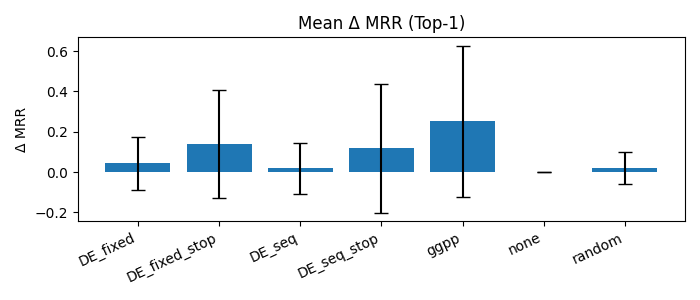 Mean Δ MRR (Top-1)
Δ MRR
0.6
0.4
0.2
0.0
−0.2
DE_fixed
DE_fixed_stop
DE_seq
DE_seq_stop
ggpp
none
random